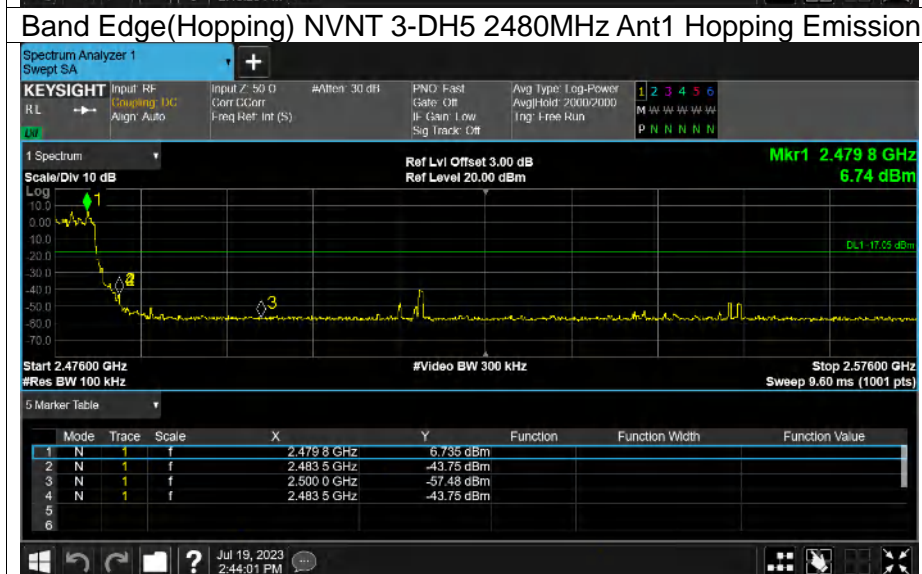 Band Edge(Hopping) NVNT 3-DH5 2480MHz Ant1 Hopping Emission
Spectrum Analyzer 1
Swept SA
+
KEYSIGHT Input: RF Input Z: 50 Ω #Atten: 30 dB PNO: Fast Avg Type: Log-Power 1 2 3 4 5 6
RL Coupling: DC Corr CCorr Gate: Off Avg|Hold: 2000/2000 M W W W W W
Align: Auto Freq Ref: Int (S) IF Gain: Low Trig: Free Run
Sig Track: Off P N N N N N
1 Spectrum Ref Lvl Offset 3.00 dB Mkr1 2.479 8 GHz
Scale/Div 10 dB Ref Level 20.00 dBm 6.74 dBm
Log
10.0 1
0.00
-10.0 DL1 -17.05 dBm
-20.0
-30.0
-40.0
-50.0 3
-60.0
-70.0
Start 2.47600 GHz #Video BW 300 kHz Stop 2.57600 GHz
#Res BW 100 kHz Sweep 9.60 ms (1001 pts)
5 Marker Table
Mode Trace Scale X Y Function Function Width Function Value
1 N 1 f 2.479 8 GHz 6.735 dBm
2 N 1 f 2.483 5 GHz -43.75 dBm
3 N 1 f 2.500 0 GHz -57.48 dBm
4 N 1 f 2.483 5 GHz -43.75 dBm
5
6
? Jul 19, 2023
2:44:01 PM